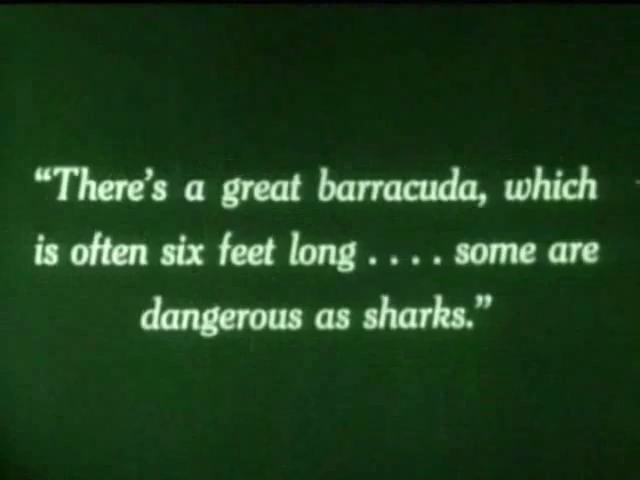 “There’s a great barracuda, which
is often six feet long . . . . some are
dangerous as sharks.”